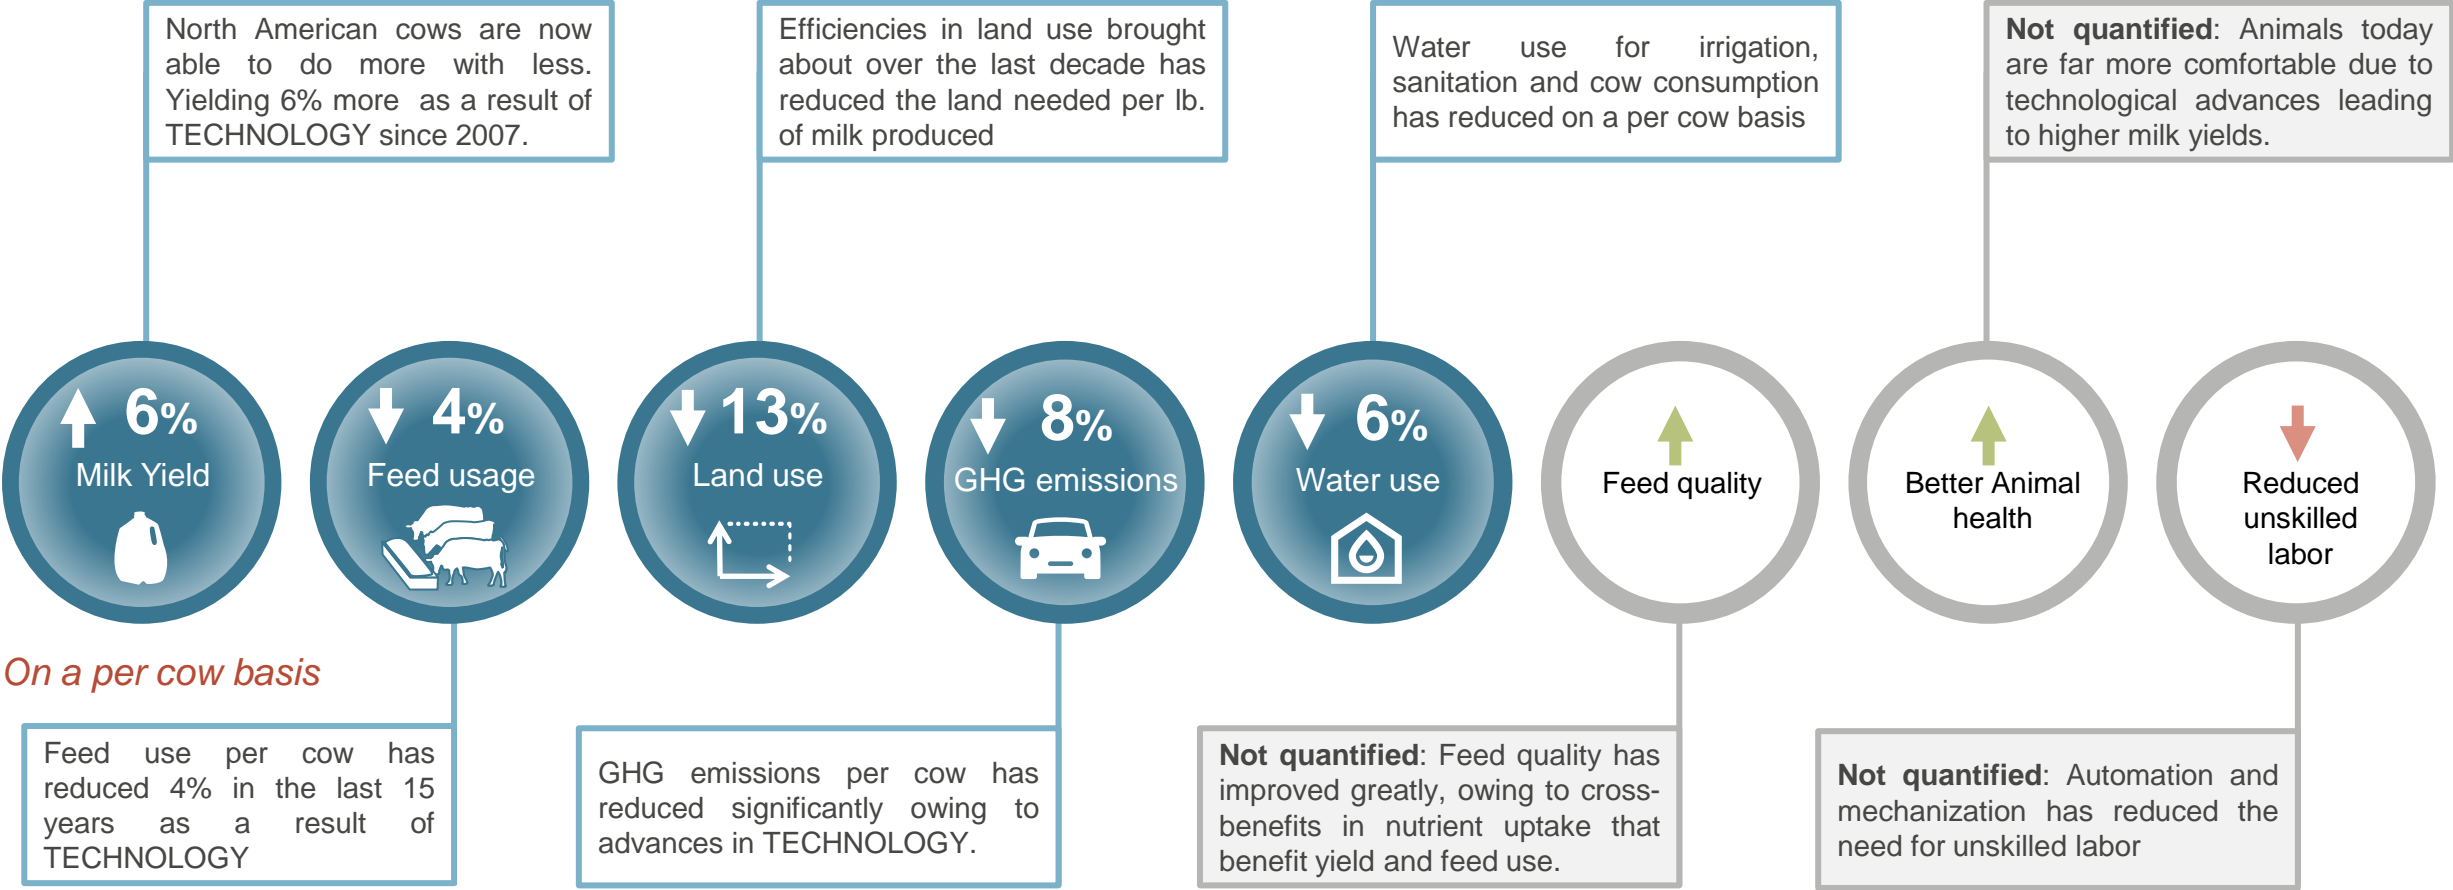 North American cows are now
able to do more with less.
Yielding 6% more as a result of
TECHNOLOGY since 2007.
Efficiencies in land use brought
about over the last decade has
reduced the land needed per lb.
of milk produced
Water use for irrigation,
sanitation and cow consumption
has reduced on a per cow basis
Not quantified: Animals today
are far more comfortable due to
technological advances leading
to higher milk yields.
6%
Milk Yield
4%
Feed usage
13%
Land use
8%
GHG emissions
6%
Water use
Feed quality
Better Animal
health
Reduced
unskilled
labor
On a per cow basis
Feed use per cow has
reduced 4% in the last 15
years as a result of
TECHNOLOGY
GHG emissions per cow has
reduced significantly owing to
advances in TECHNOLOGY.
Not quantified: Feed quality has
improved greatly, owing to cross-
benefits in nutrient uptake that
benefit yield and feed use.
Not quantified: Automation and
mechanization has reduced the
need for unskilled labor